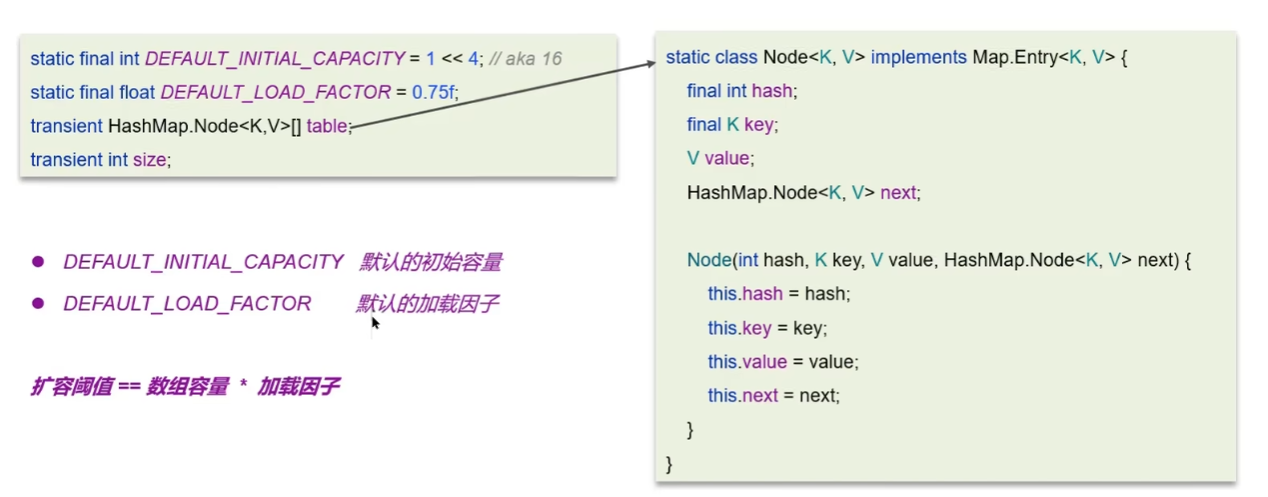 static final int DEFAULT_INITIAL_CAPACITY = 1 << 4; // aka 16
static final float DEFAULT_LOAD_FACTOR = 0.75f;
transient HashMap.Node<K,V>[] table;
transient int size;
DEFAULT_INITIAL_CAPACITY 默认的初始容量
DEFAULT_LOAD_FACTOR 默认的加载因子
扩容阈值 == 数组容量 * 加载因子
static class Node<K, V> implements Map.Entry<K, V> {
final int hash;
final K key;
V value;
HashMap.Node<K, V> next;
Node(int hash, K key, V value, HashMap.Node<K, V> next) {
this.hash = hash;
this.key = key;
this.value = value;
this.next = next;
}
}